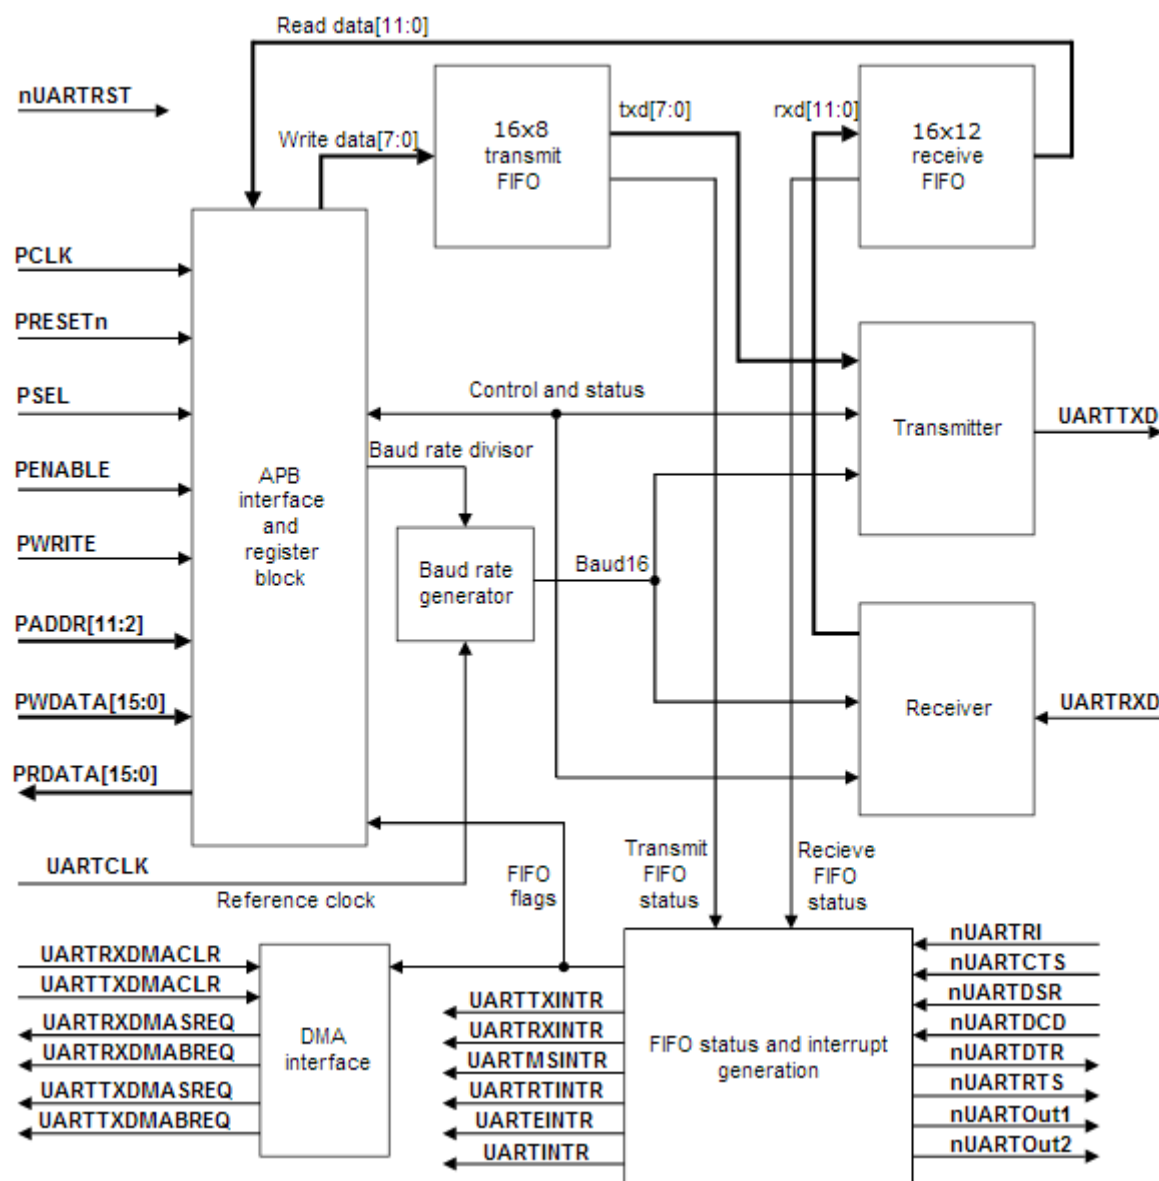 Read data[11:0]
nUARTRST
Write data[7:0]
16x8
transmit
FIFO
txd[7:0]
rxd[11:0]
16x12
receive
FIFO
PCLK
PRESETn
PSEL
PENABLE
PWRITE
PADDR[11:2]
PWDATA[15:0]
PRDATA[15:0]
APB
interface
and
register
block
Control and status
Baud rate divisor
Baud rate
generator
Baud16
Transmitter
UARTTXD
Receiver
UARTRXD
UARTCLK
Reference clock
FIFO
flags
Transmit
FIFO
status
Recieve
FIFO
status
UARTRXDMACLR
UARTTXDMACLR
UARTRXDMASREQ
UARTRXDMABREQ
UARTTXDMASREQ
UARTTXDMABREQ
DMA
interface
UARTTXINTR
UARTRXINTR
UARTMSINTR
UARTRTINTR
UARTEINTR
UARTINTR
FIFO status and interrupt
generation
nUARTRI
nUARTCTS
nUARTDSR
nUARTDCD
nUARTDTR
nUARTRTS
nUARTOut1
nUARTOut2